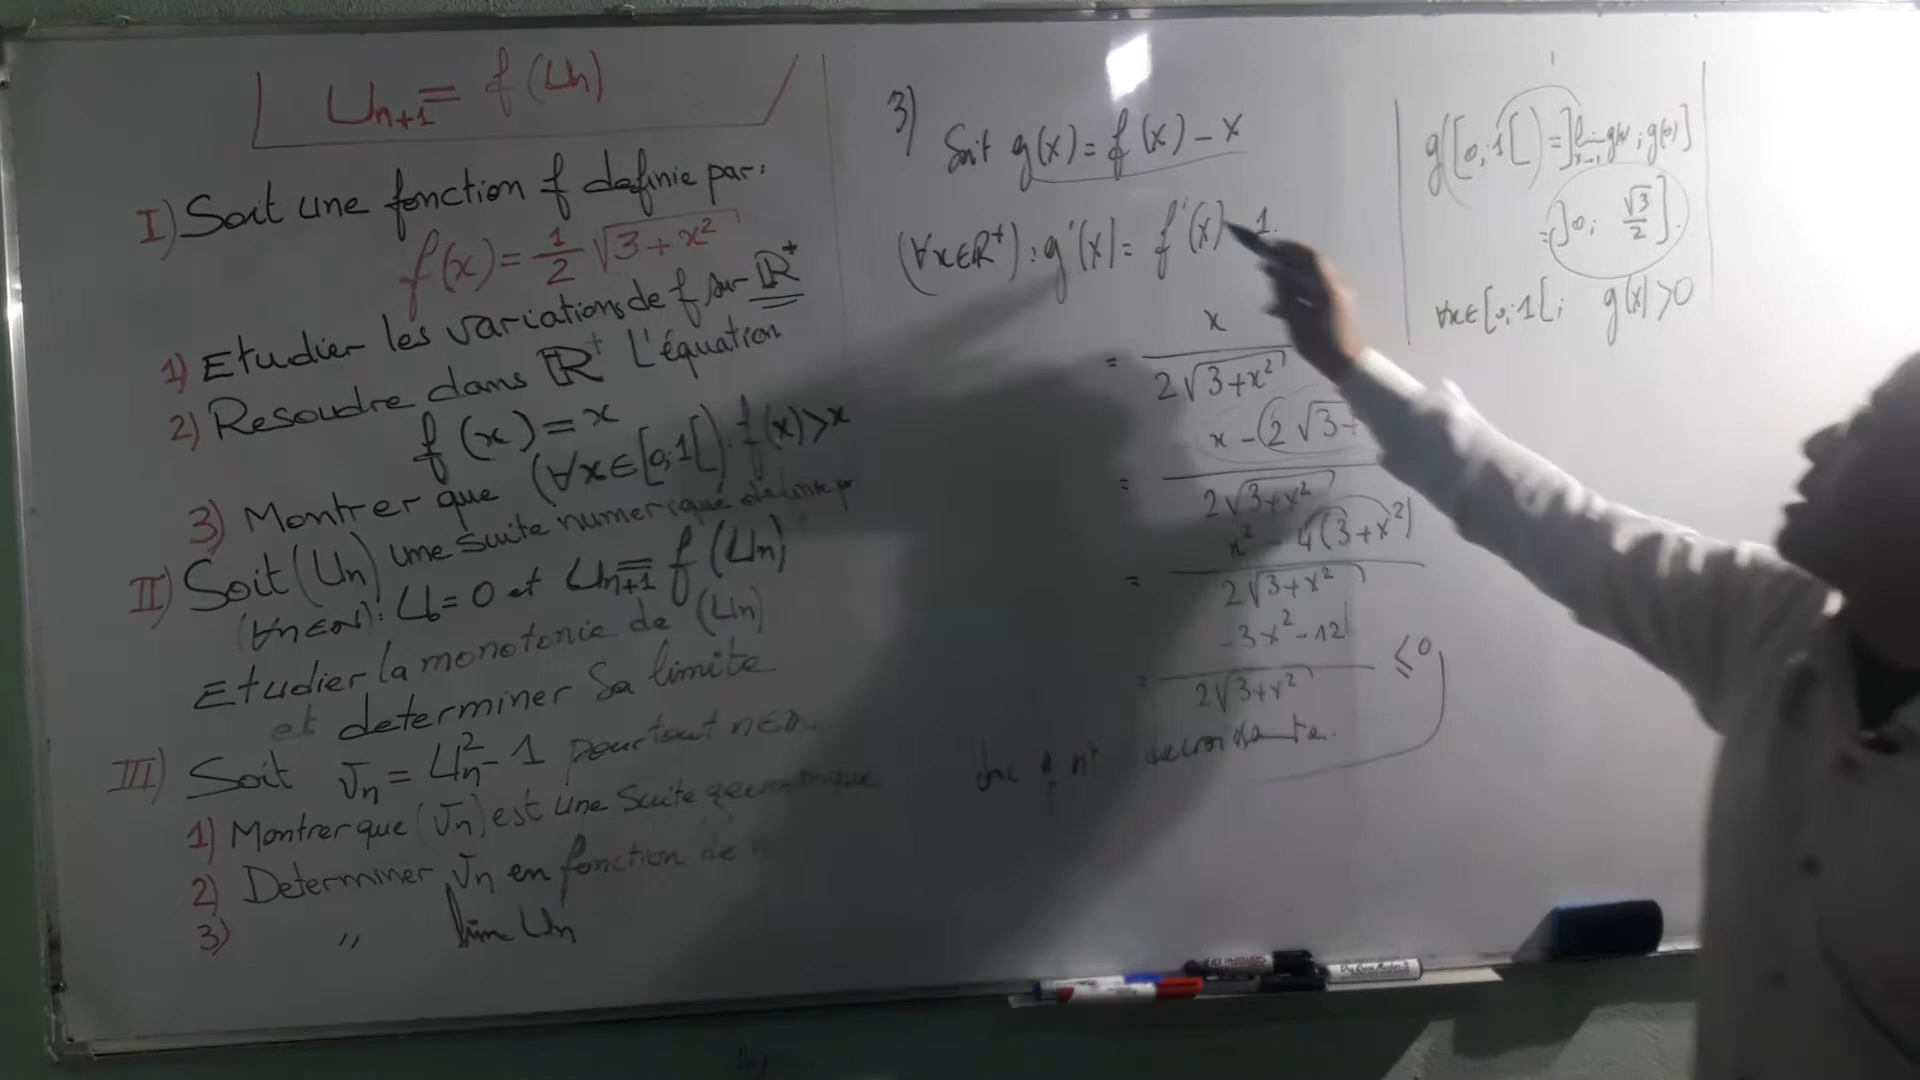 Un+1 = f(Un)
I) Soit une fonction f definie par:
f(x) = 1/2 √(3+x²)
1) Etudier les variations de f sur ℝ⁺
2) Resoudre dans ℝ⁺ L'équation
f(x) = x
3) Montrer que (∀x∈[0;1[): f(x)>x
II) Soit (Un) une suite numerique definie p
(∀n∈N): U0 = 0 et Un+1 = f(Un)
Etudier la monotonie de (Un)
et determiner sa limite
III) Soit Vn = Un² - 1 pour tout n∈
1) Montrer que (Vn) est une suite geometrique
2) Determiner Vn en fonction de
3) " lim Un
3) Soit g(x) = f(x) - x
(∀x∈ℝ⁺): g'(x) = f'(x) - 1.
= x / 2√(3+x²)
= x - (2√3+ / 2√(3+x²)
= x² - 4(3+x²) / 2√(3+x²)
= -3x² - 12 / 2√(3+x²) ≤ 0
donc g est decroissante.
g([0;1[) = ]lim x→1 g(x); g(0)]
= ]0; √3/2].
∀x∈[0;1[; g(x)>0